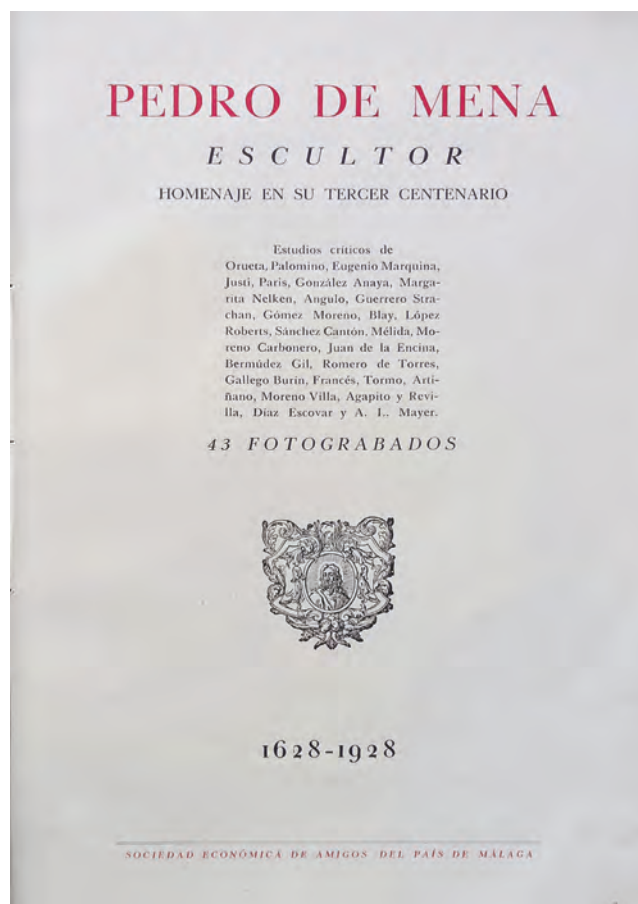 PEDRO DE MENA
ESCULTOR
HOMENAJE EN SU TERCER CENTENARIO
Estudios críticos de
Orueta, Palomino, Eugenio Marquina,
Justi, Paris, González Anaya, Marga-
rita Nelken, Angulo, Guerrero Stra-
chan, Gómez Moreno, Blay, López
Roberts, Sánchez Cantón, Mélida, Mo-
reno Carbonero, Juan de la Encina,
Bermúdez Gil, Romero de Torres,
Gallego Burín, Francés, Tormo, Arti-
ñano, Moreno Villa, Agapito y Revi-
lla, Díaz Escovar y A. L. Mayer.
43 FOTOGRABADOS
1628-1928
SOCIEDAD ECONÓMICA DE AMIGOS DEL PAÍS DE MÁLAGA